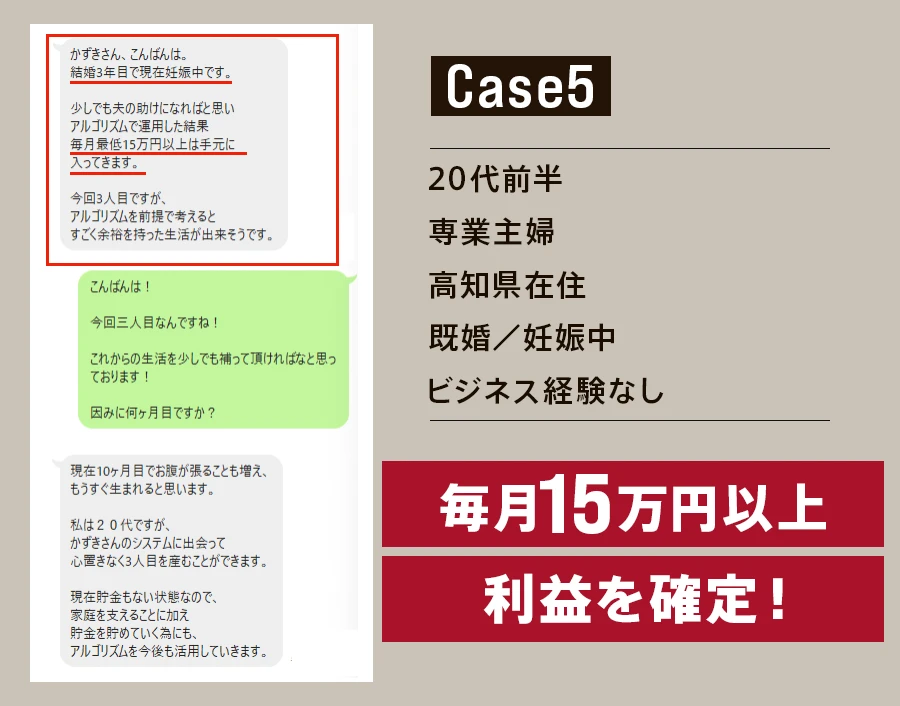 かずきさん、こんばんは。
結婚3年目で現在妊娠中です。
少しでも夫の助けになればと思い
アルゴリズムで運用した結果
毎月最低15万円以上は手元に
入ってきます。
今回3人目ですが、
アルゴリズムを前提で考えると
すごく余裕を持った生活が出来そうです。
こんばんは！
今回三人目なんですね！
これからの生活を少しでも補って頂ければなと思っ
ております！
因みに何ヶ月目ですか？
現在10ヶ月目でお腹が張ることも増え、
もうすぐ生まれると思います。
私は２０代ですが、
かずきさんのシステムに出会って
心置きなく3人目を産むことができます。
現在貯金もない状態なので、
家庭を支えることに加え
貯金を貯めていく為にも、
アルゴリズムを今後も活用していきます。
Case5
20代前半
専業主婦
高知県在住
既婚／妊娠中
ビジネス経験なし
毎月15万円以上
利益を確定！